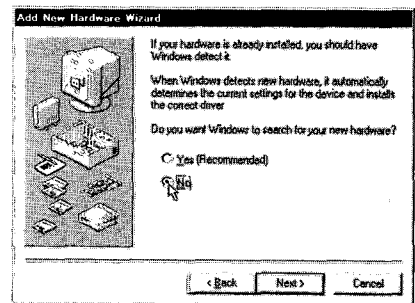 Add New Hardware Wizard
If your hardware is already installed, you should have
Windows detect it.
When Windows detects new hardware, it automatically
determines the current settings for the device and installs
the correct driver
Do you want Windows to search for your new hardware?
Yes (Recommended)
No
< Back
Next >
Cancel